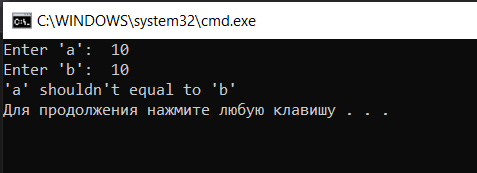 C:\WINDOWS\system32\cmd.exe
Enter 'a':  10
Enter 'b':  10
'a' shouldn't equal to 'b'
Для продолжения нажмите любую клавишу . . .